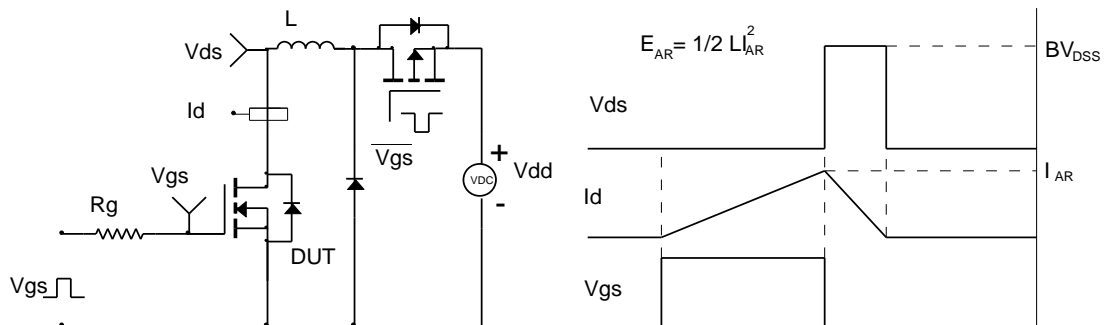 L
Vds
Id
Vgs
Vgs
Rg
DUT
Vgs
+
VDC
-
Vdd
E_AR = 1/2 LI_AR^2
Vds
BV_DSS
Id
I_AR
Vgs